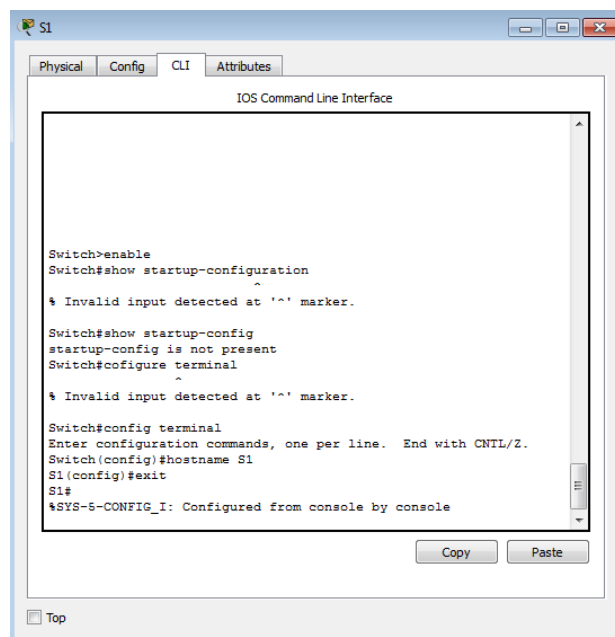 S1
Physical Config CLI Attributes
IOS Command Line Interface
Switch>enable
Switch#show startup-configuration
^
% Invalid input detected at '^' marker.
Switch#show startup-config
startup-config is not present
Switch#cofigure terminal
^
% Invalid input detected at '^' marker.
Switch#config terminal
Enter configuration commands, one per line.  End with CNTL/Z.
Switch(config)#hostname S1
S1(config)#exit
S1#
%SYS-5-CONFIG_I: Configured from console by console
Copy Paste
Top